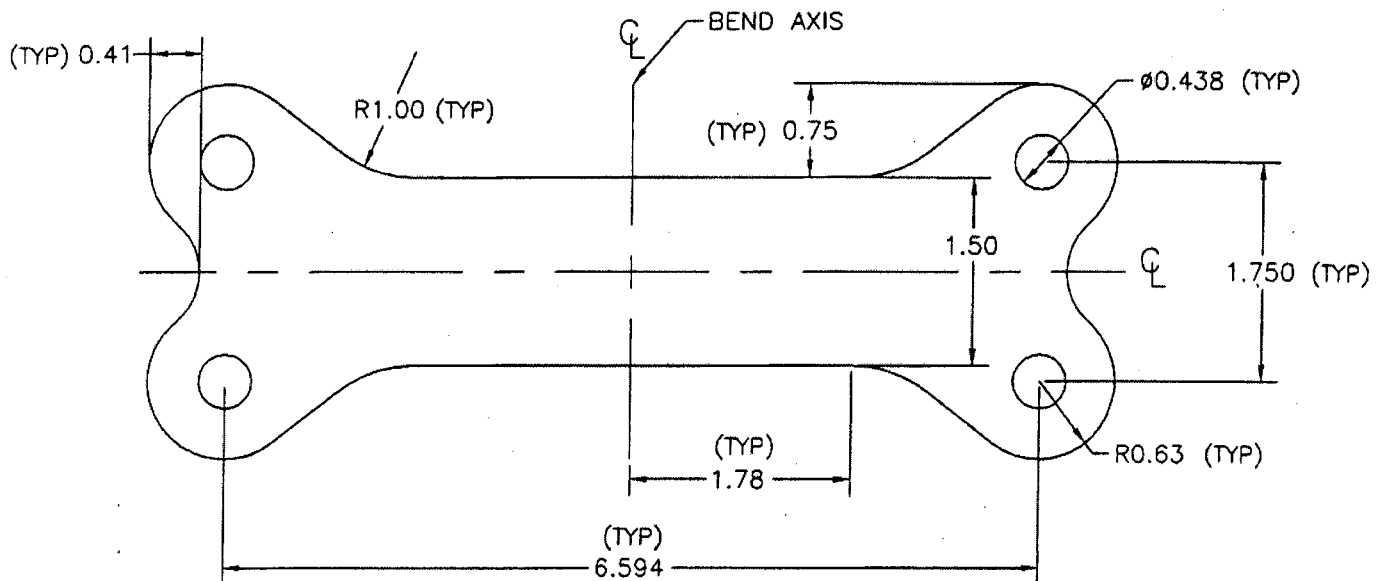 BEND AXIS
(TYP) 0.41
R1.00 (TYP)
ø0.438 (TYP)
(TYP) 0.75
1.50
1.750 (TYP)
(TYP)
1.78
R0.63 (TYP)
(TYP)
6.594